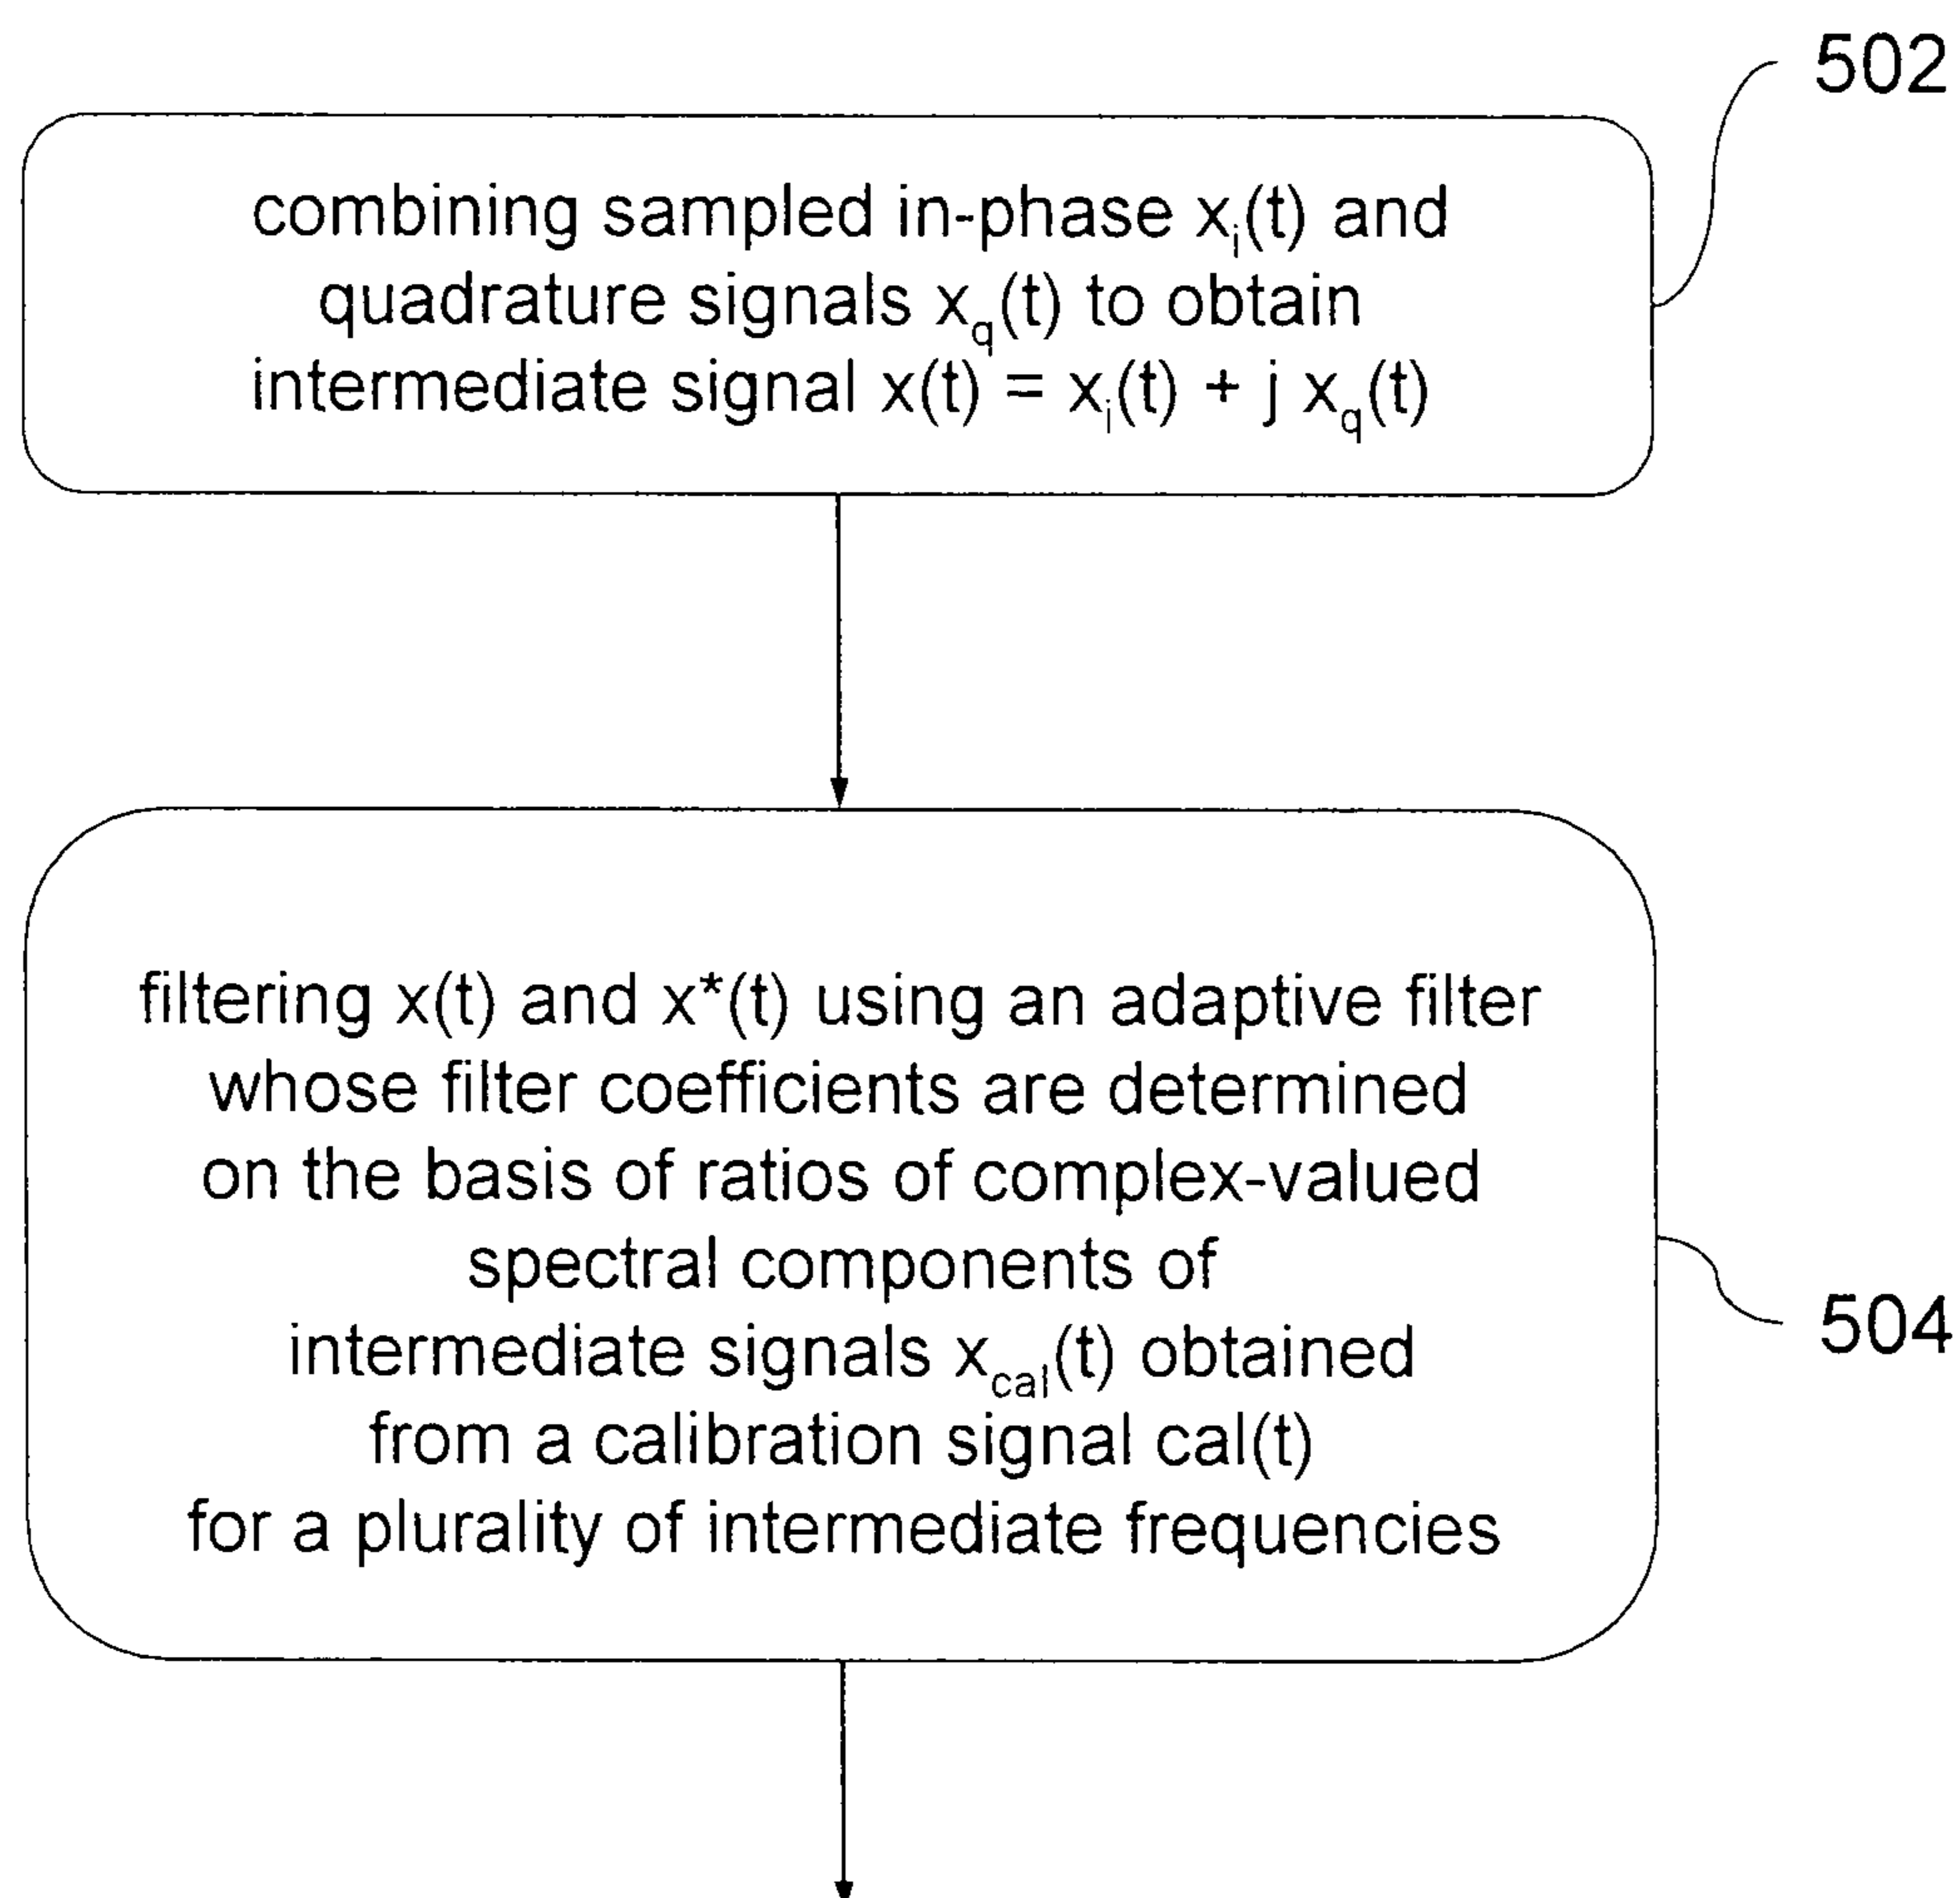 502
combining sampled in-phase xᵢ(t) and
quadrature signals x_q(t) to obtain
intermediate signal x(t) = xᵢ(t) + j x_q(t)
filtering x(t) and x*(t) using an adaptive filter
whose filter coefficients are determined
on the basis of ratios of complex-valued
spectral components of
intermediate signals x_cal(t) obtained
from a calibration signal cal(t)
for a plurality of intermediate frequencies
504